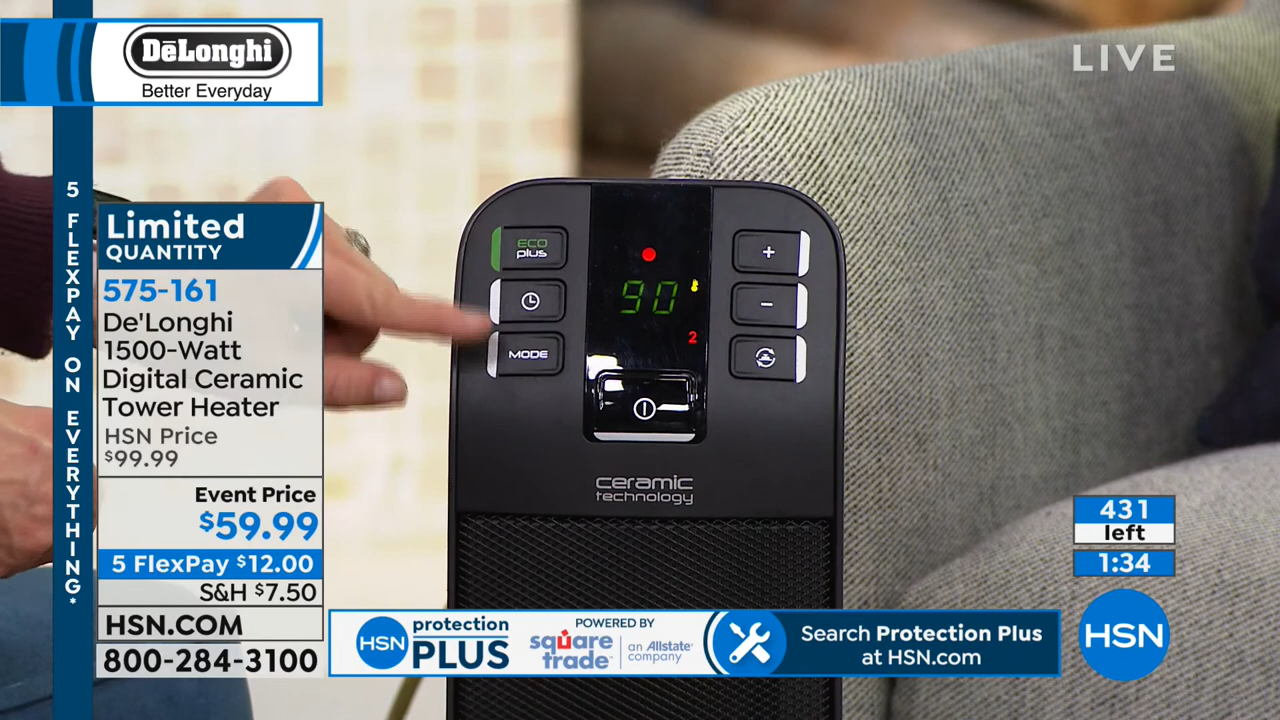 DēLonghi
Better Everyday
LIVE
5 FLEXPAY ON EVERYTHING*
Limited
QUANTITY
575-161
De'Longhi
1500-Watt
Digital Ceramic
Tower Heater
HSN Price
$99.99
Event Price
$59.99
5 FlexPay $12.00
S&H $7.50
HSN.COM
800-284-3100
ECO
plus
MODE
90
2
+
−
ceramic
technology
431
left
1:34
HSN
protection
PLUS
POWERED BY
square
trade
an Allstate
company
Search Protection Plus
at HSN.com
HSN